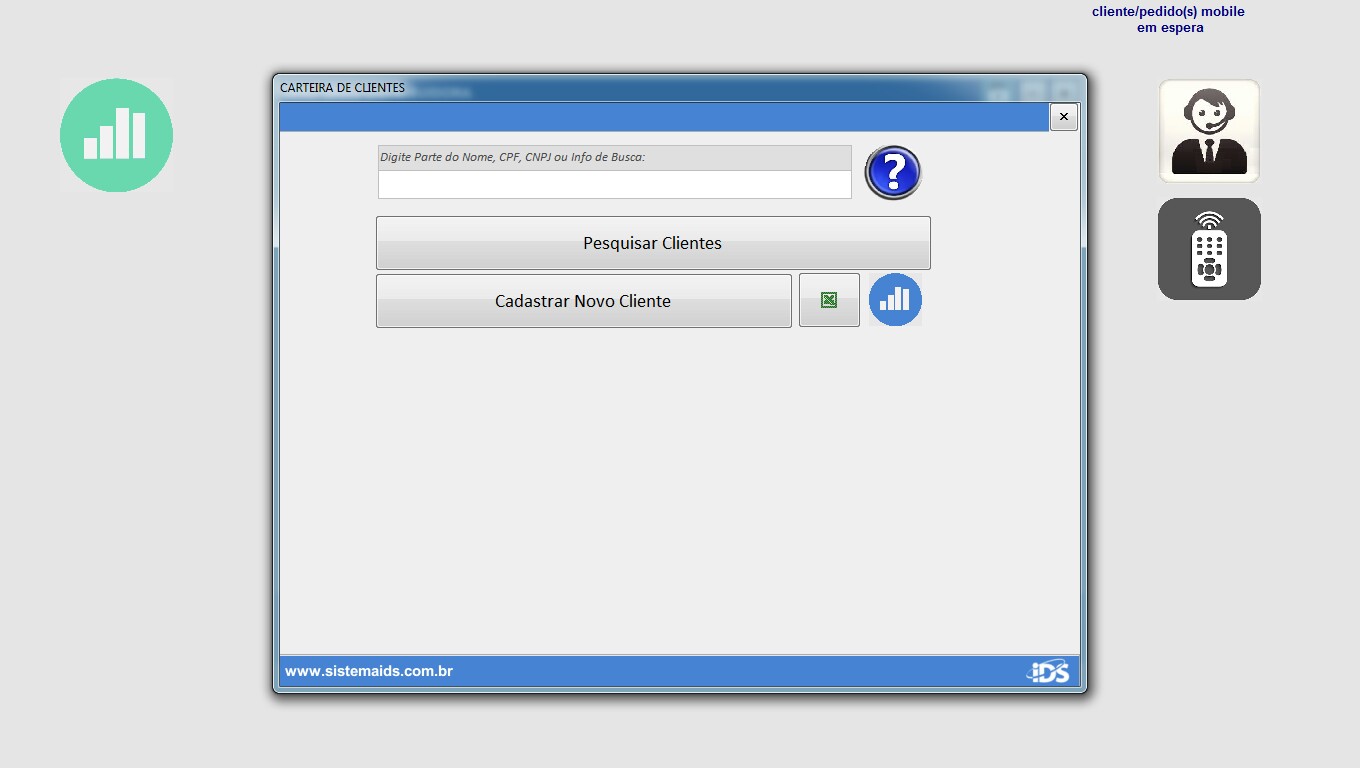 cliente/pedido(s) mobile
em espera
CARTEIRA DE CLIENTES
Digite Parte do Nome, CPF, CNPJ ou Info de Busca:
Pesquisar Clientes
Cadastrar Novo Cliente
www.sistemaids.com.br
iDS